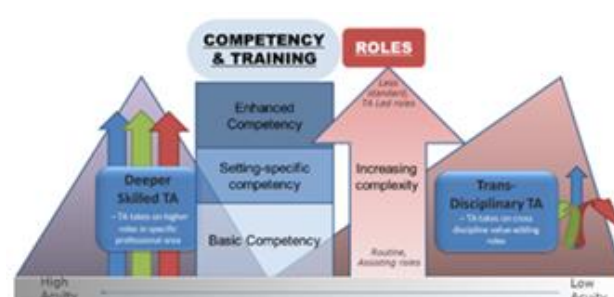 COMPETENCY
& TRAINING
ROLES
Less
standard,
TA Led roles
Enhanced
Competency
Deeper
Skilled TA
– TA takes on higher
roles in specific
professional area
Setting-specific
competency
Increasing
complexity
Trans-
Disciplinary TA
– TA takes on cross
discipline value-adding
roles
Basic Competency
Routine,
Assisting roles
High
Acuity
Low
Acuity